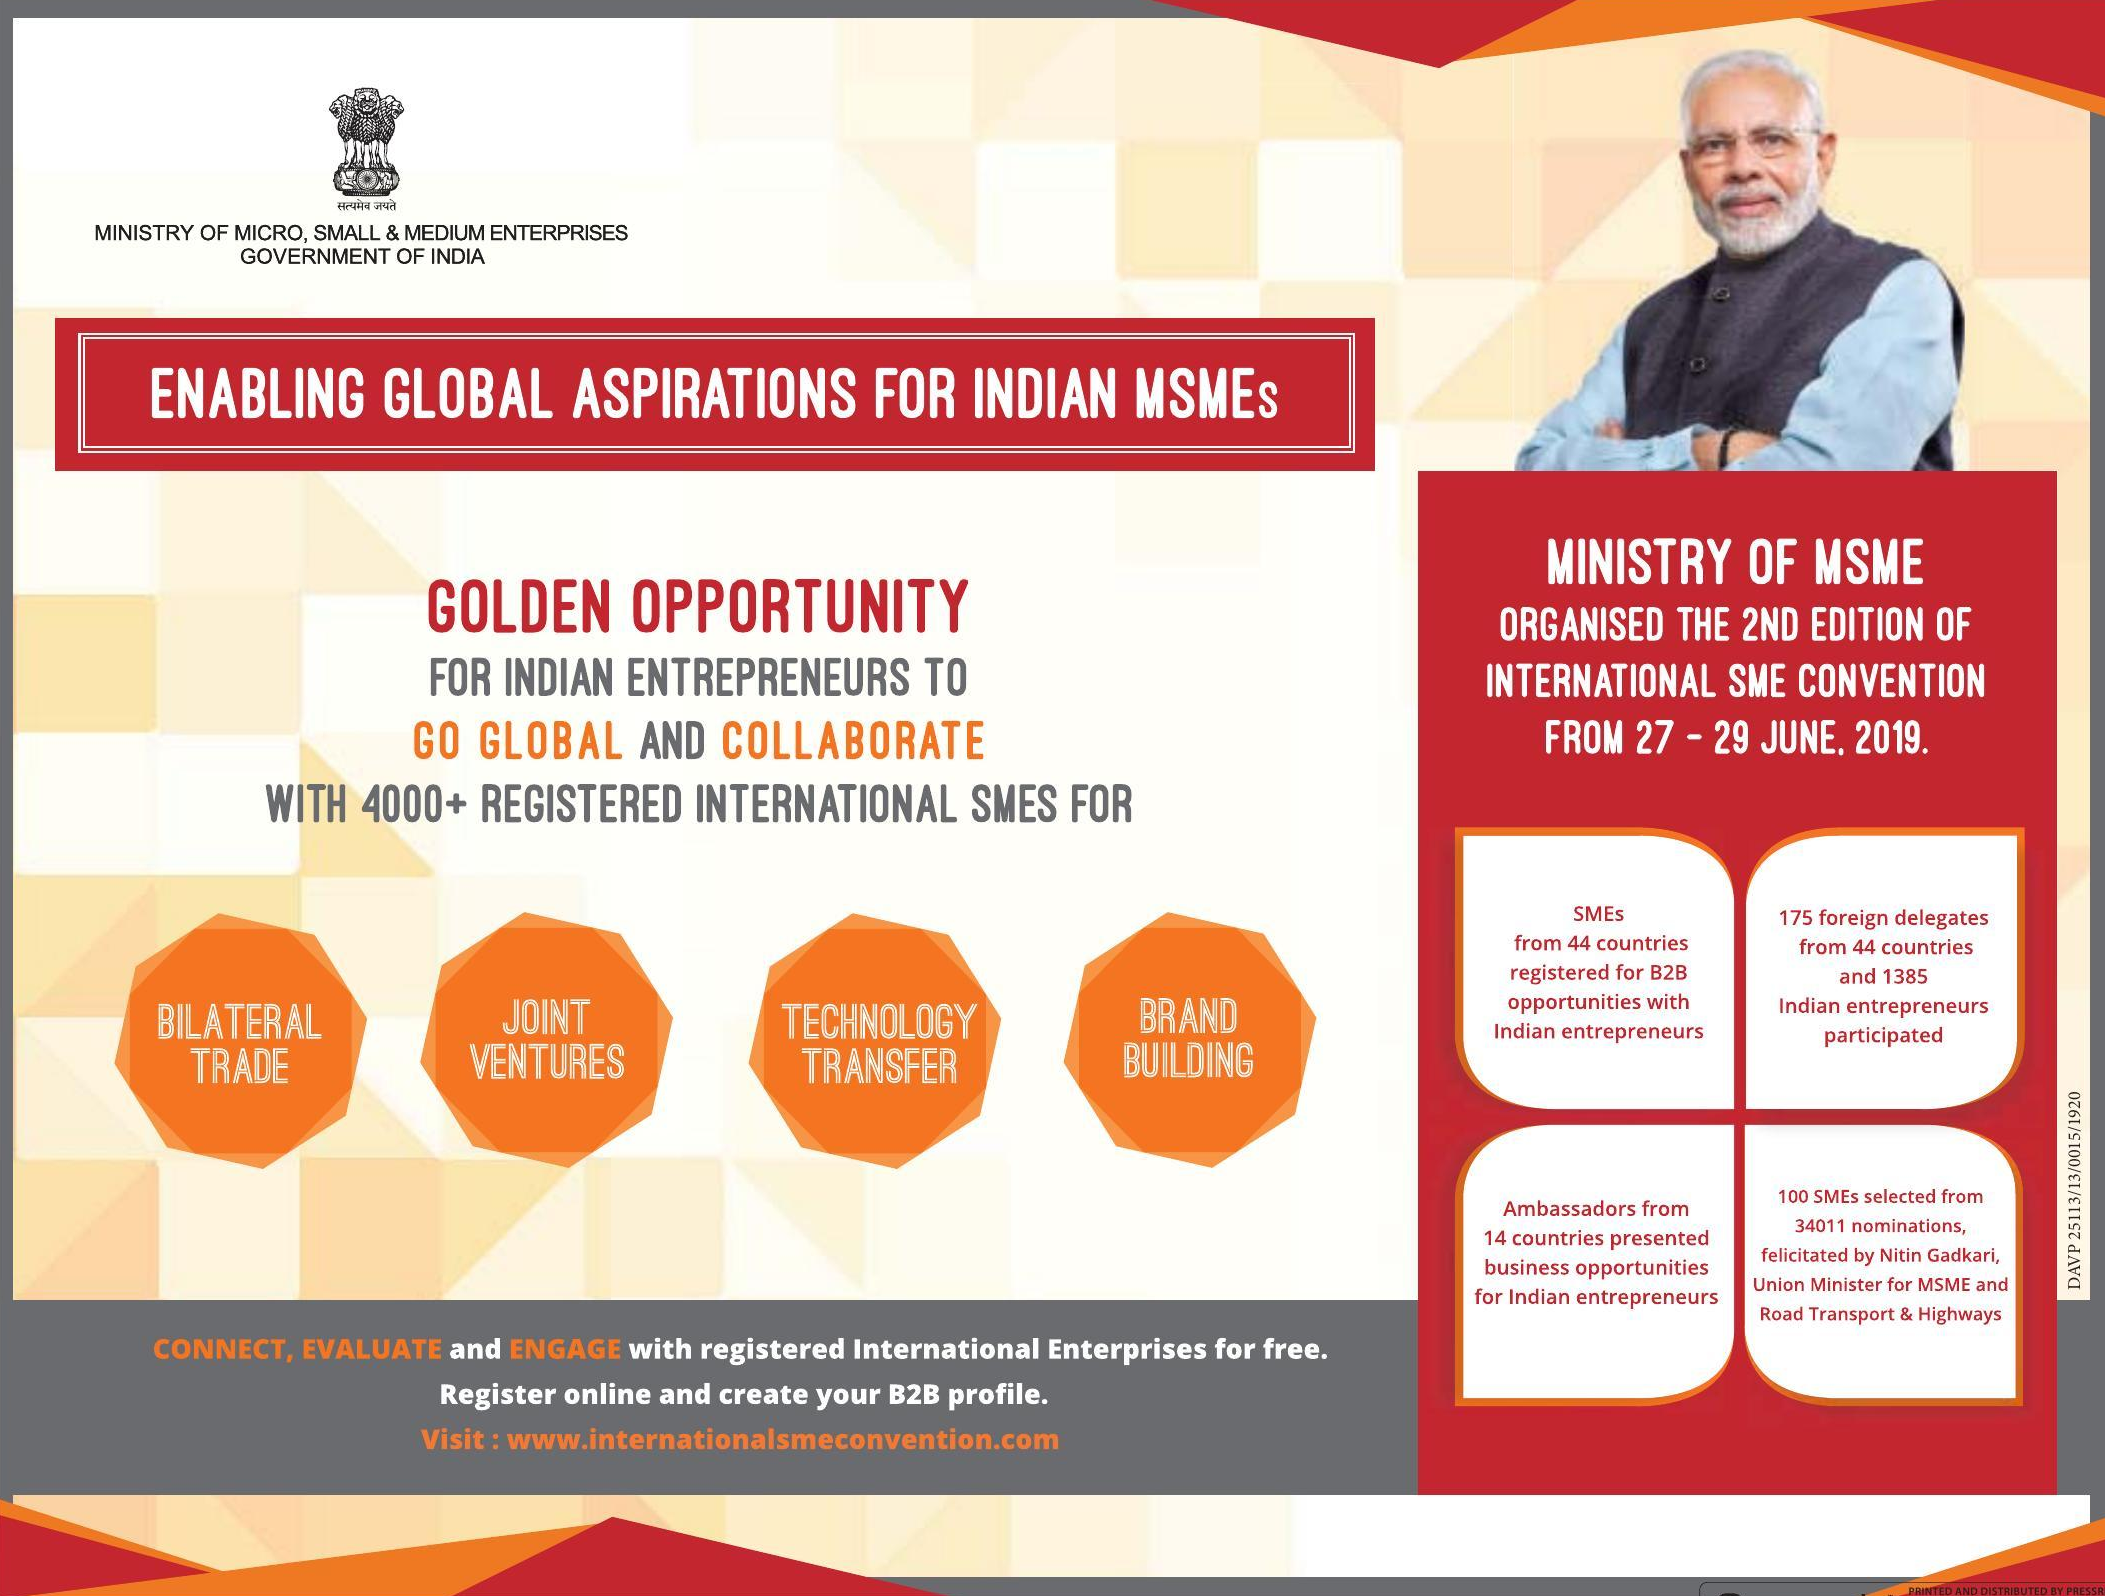 सत्यमेव जयते
MINISTRY OF MICRO, SMALL & MEDIUM ENTERPRISES
GOVERNMENT OF INDIA
ENABLING GLOBAL ASPIRATIONS FOR INDIAN MSMEs
GOLDEN OPPORTUNITY
FOR INDIAN ENTREPRENEURS TO
GO GLOBAL AND COLLABORATE
WITH 4000+ REGISTERED INTERNATIONAL SMES FOR
BILATERAL
TRADE
JOINT
VENTURES
TECHNOLOGY
TRANSFER
BRAND
BUILDING
CONNECT, EVALUATE and ENGAGE with registered International Enterprises for free.
Register online and create your B2B profile.
Visit : www.internationalsmeconvention.com
MINISTRY OF MSME
ORGANISED THE 2ND EDITION OF
INTERNATIONAL SME CONVENTION
FROM 27 - 29 JUNE, 2019.
SMEs
from 44 countries
registered for B2B
opportunities with
Indian entrepreneurs
175 foreign delegates
from 44 countries
and 1385
Indian entrepreneurs
participated
Ambassadors from
14 countries presented
business opportunities
for Indian entrepreneurs
100 SMEs selected from
34011 nominations,
felicitated by Nitin Gadkari,
Union Minister for MSME and
Road Transport & Highways
DAVP 25113/13/0015/1920
PRINTED AND DISTRIBUTED BY PRESSR